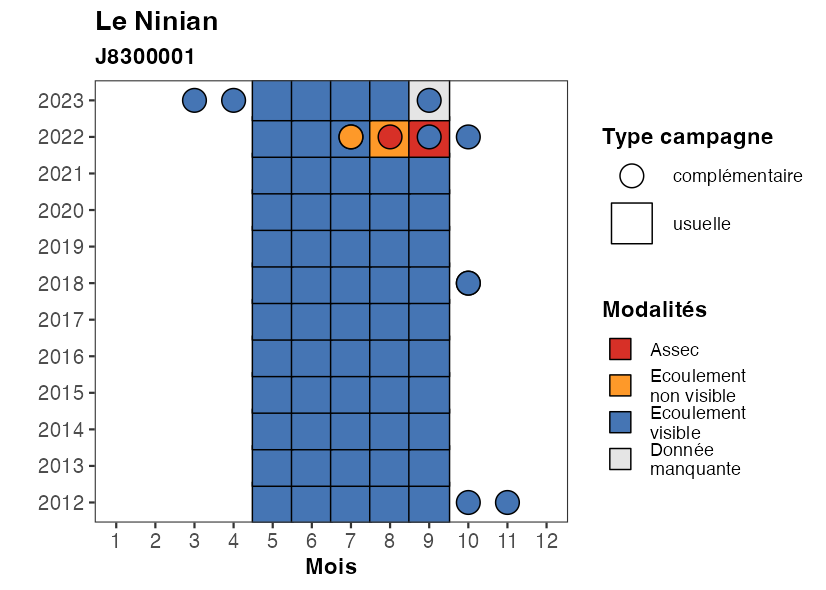 Le Ninian
J8300001
2023
2022
2021
2020
2019
2018
2017
2016
2015
2014
2013
2012
1 2 3 4 5 6 7 8 9 10 11 12
Mois
Type campagne
complémentaire
usuelle
Modalités
Assec
Ecoulement
non visible
Ecoulement
visible
Donnée
manquante